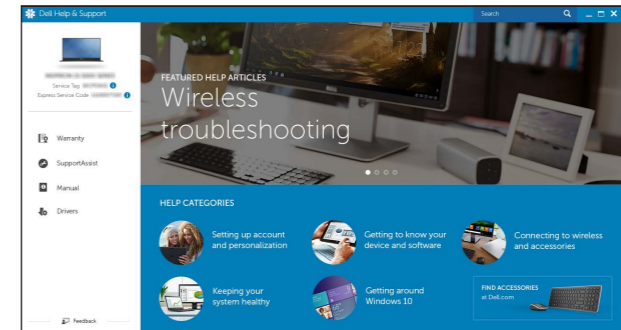 Dell Help & Support
Search
Service Tag:
Express Service Code:
Warranty
SupportAssist
Manual
Drivers
Feedback
FEATURED HELP ARTICLES
Wireless
troubleshooting
HELP CATEGORIES
Setting up account
and personalization
Getting to know your
device and software
Connecting to wireless
and accessories
Keeping your
system healthy
Getting around
Windows 10
FIND ACCESSORIES
at Dell.com